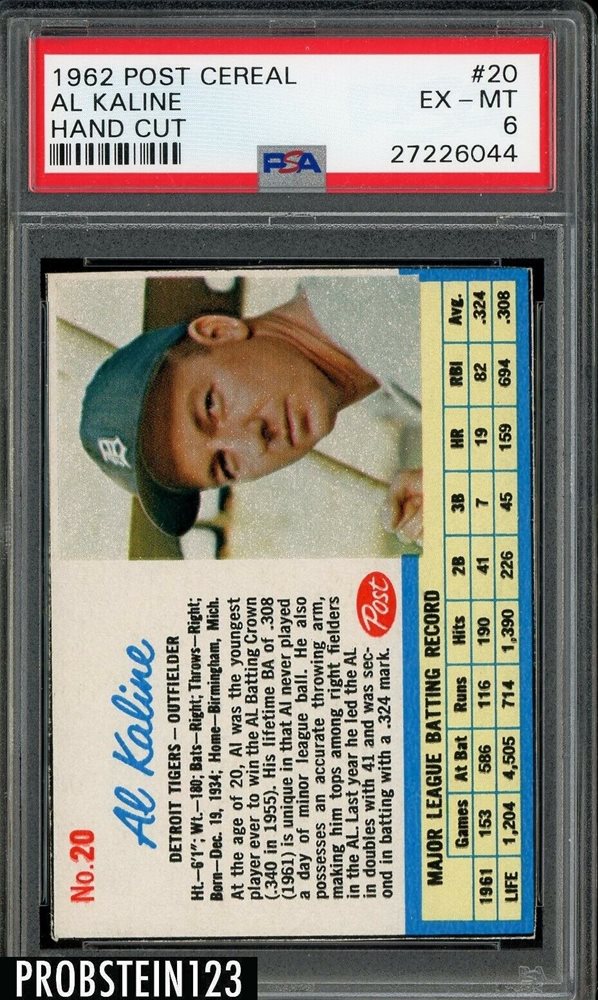 1962 POST CEREAL #20
AL KALINE EX - MT
HAND CUT 6
PSA 27226044
B
No.20
Al Kaline
DETROIT TIGERS – OUTFIELDER
Ht.–6'1"; Wt.–180; Bats–Right; Throws–Right;
Born–Dec. 19, 1934; Home–Birmingham, Mich.
At the age of 20, Al was the youngest
player ever to win the AL Batting Crown
(.340 in 1955). His lifetime BA of .308
(1961) is unique in that Al never played
a day of minor league ball. He also
possesses an accurate throwing arm,
making him tops among right fielders
in the AL. Last year he led the AL
in doubles with 41 and was sec-
ond in batting with a .324 mark.
Post
MAJOR LEAGUE BATTING RECORD
Games At Bat Runs Hits 2B 3B HR RBI Avg.
1961 153 586 116 190 41 7 19 82 .324
LIFE 1,204 4,505 714 1,390 226 45 159 694 .308
PROBSTEIN123